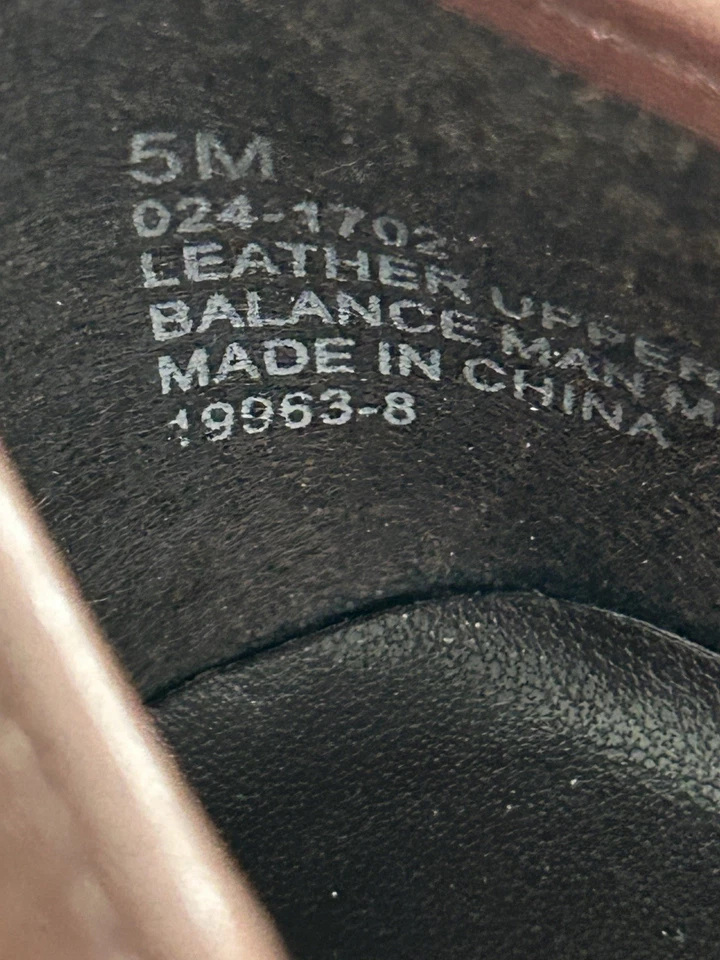 5M
024-1702
LEATHER UPPER
BALANCE MAN M
MADE IN CHINA
19963-8